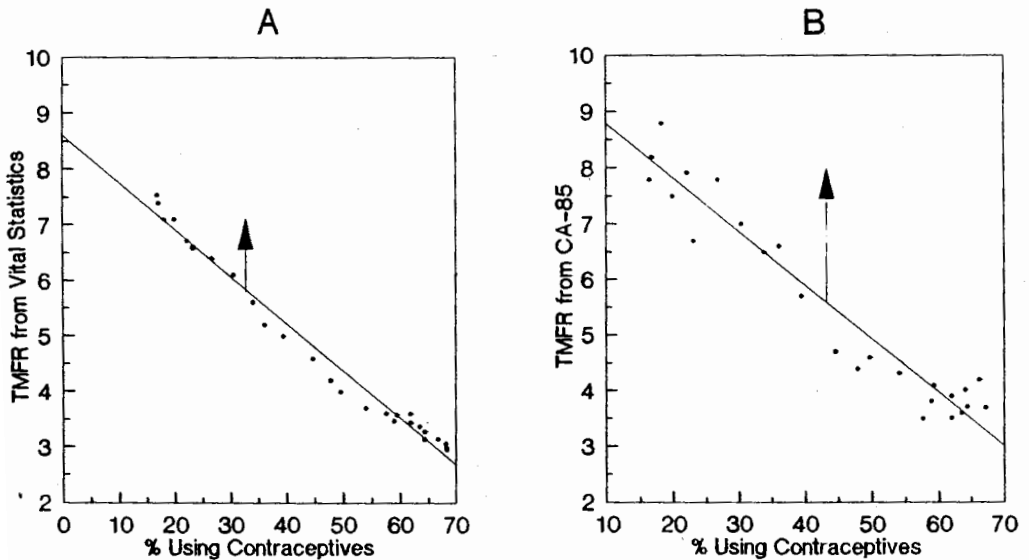 A
TMFR from Vital Statistics
10
9
8
7
6
5
4
3
2
0 10 20 30 40 50 60 70
% Using Contraceptives
B
TMFR from CA-85
10
9
8
7
6
5
4
3
2
10 20 30 40 50 60 70
% Using Contraceptives